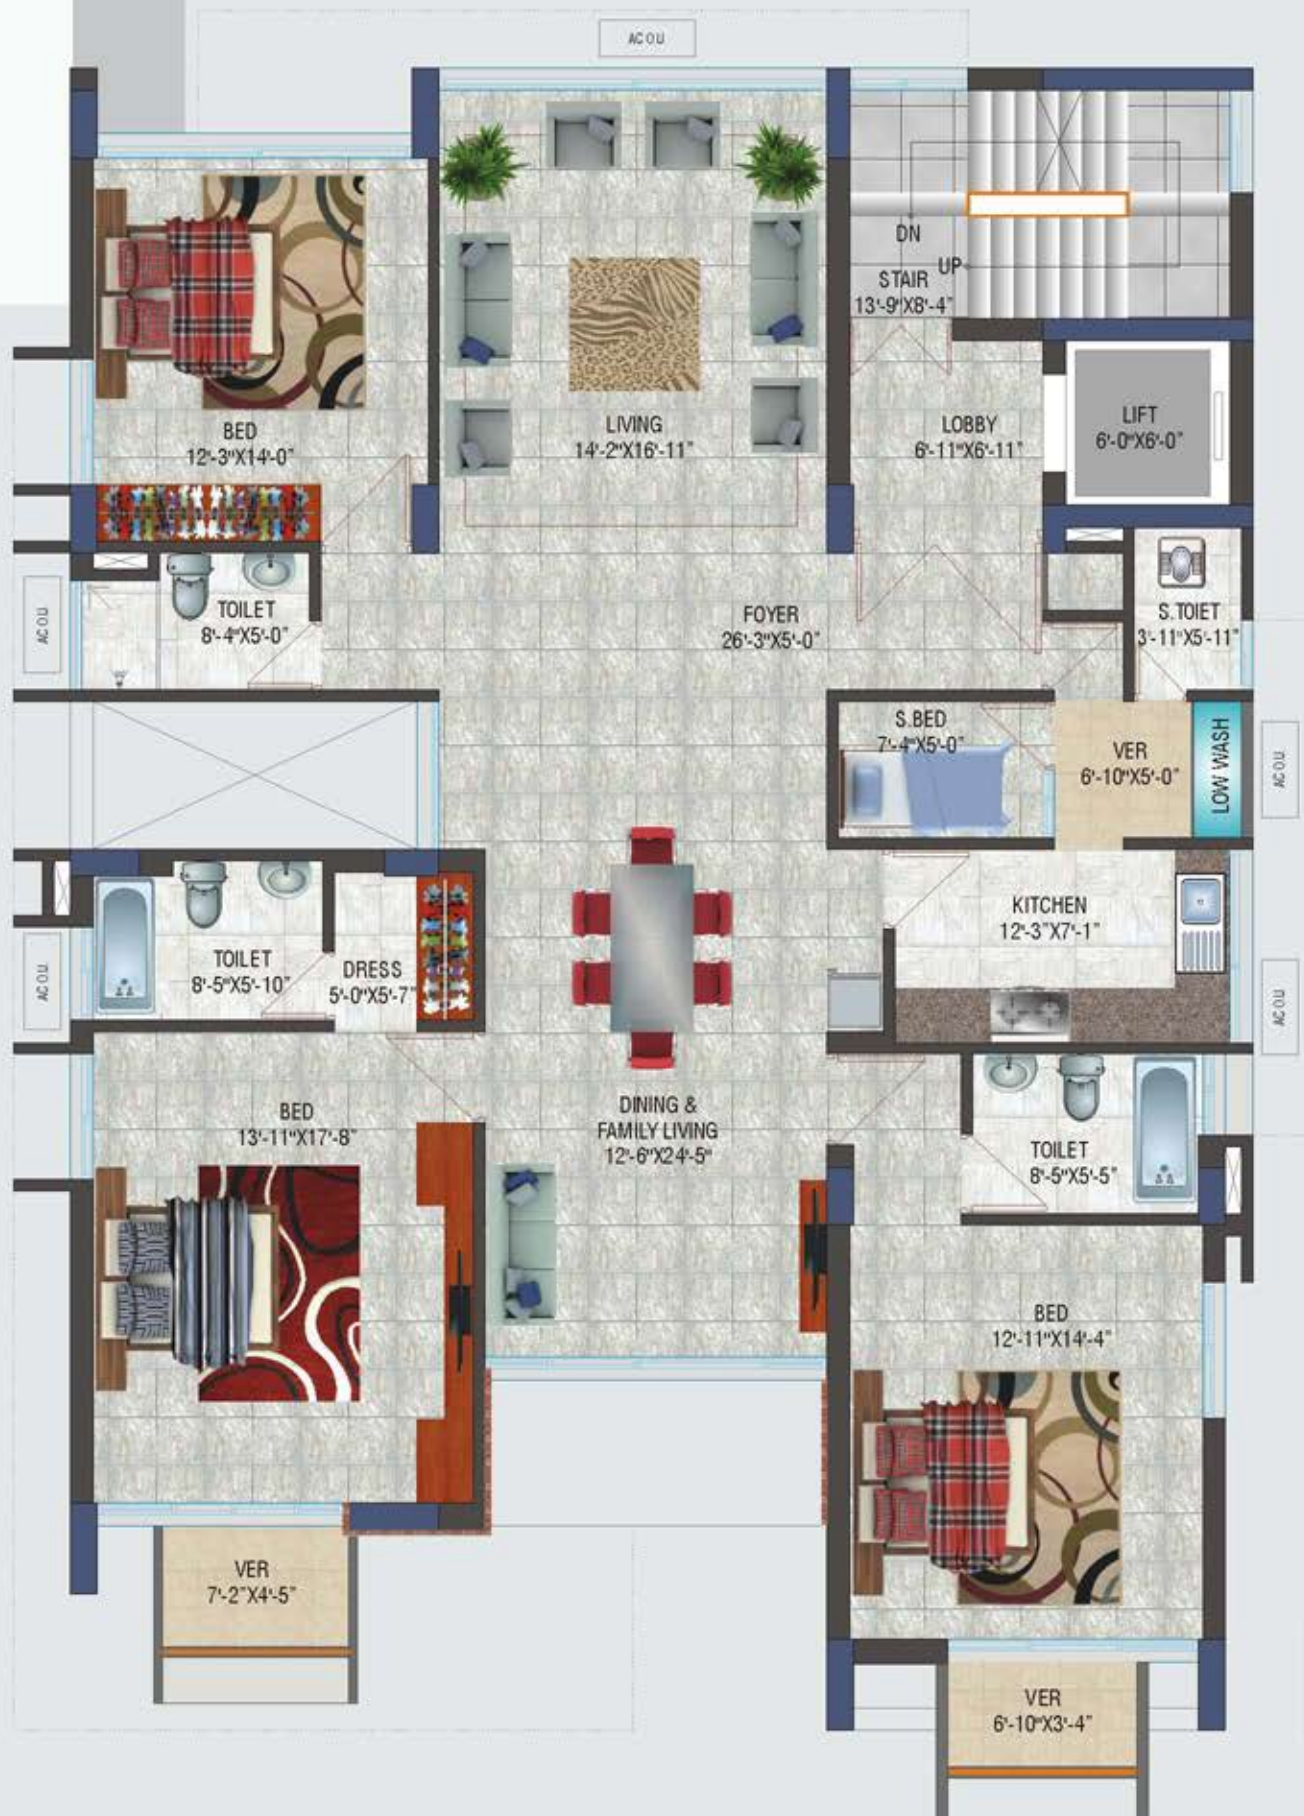 AC O.U
DN
UP
STAIR
13'-9"X8'-4"
LIVING
14'-2"X16'-11"
LOBBY
6'-11"X6'-11"
LIFT
6'-0"X6'-0"
BED
12'-3"X14'-0"
AC O.U
TOILET
8'-4"X5'-0"
FOYER
26'-3"X5'-0"
S.TOIET
3'-11"X5'-11"
S.BED
7'-4"X5'-0"
VER
6'-10"X5'-0"
LOW WASH
AC O.U
KITCHEN
12'-3"X7'-1"
AC O.U
TOILET
8'-5"X5'-10"
DRESS
5'-0"X5'-7"
AC O.U
BED
13'-11"X17'-8"
DINING &
FAMILY LIVING
12'-6"X24'-5"
TOILET
8'-5"X5'-5"
BED
12'-11"X14'-4"
VER
7'-2"X4'-5"
VER
6'-10"X3'-4"